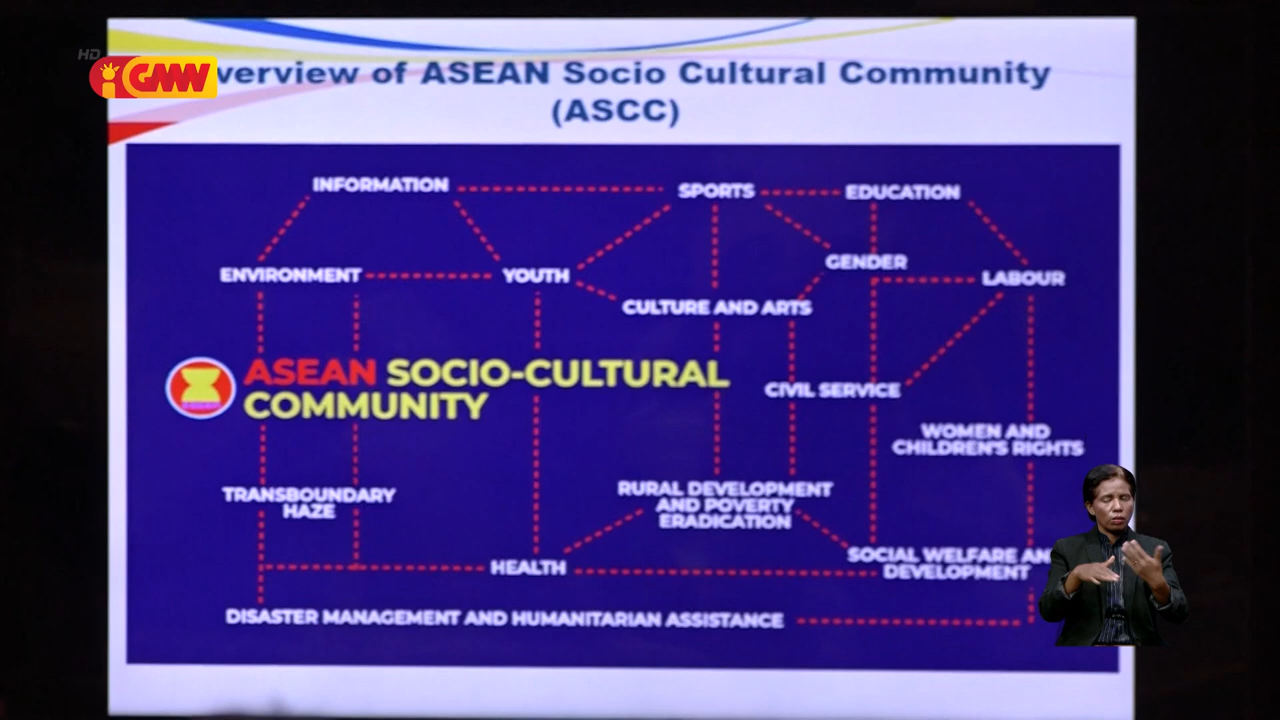 HD
GMW
verview of ASEAN Socio Cultural Community
(ASCC)
INFORMATION
SPORTS
EDUCATION
ENVIRONMENT
YOUTH
GENDER
LABOUR
CULTURE AND ARTS
ASEAN SOCIO-CULTURAL
COMMUNITY
CIVIL SERVICE
WOMEN AND
CHILDREN'S RIGHTS
TRANSBOUNDARY
HAZE
RURAL DEVELOPMENT
AND POVERTY
ERADICATION
HEALTH
SOCIAL WELFARE AN
DEVELOPMENT
DISASTER MANAGEMENT AND HUMANITARIAN ASSISTANCE